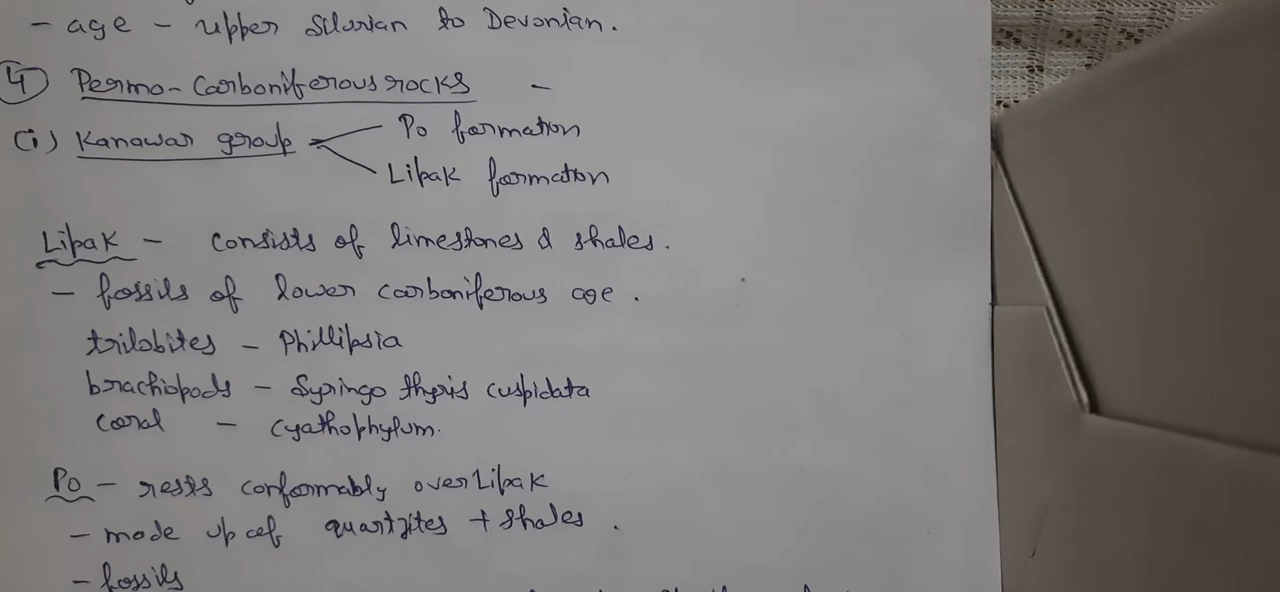 - age - upper Silurian to Devonian.
4 Permo-Carboniferous rocks -
(i) Kanawar group Po formation
Lipak formation
Lipak - consists of limestones & shales.
- fossils of lower carboniferous age.
trilobites - Phillipsia
brachiopods - Syringo thyris cuspidata
coral - cyathophylum.
Po - rests conformably over Lipak
- made up of quartzites + shales.
- fossils